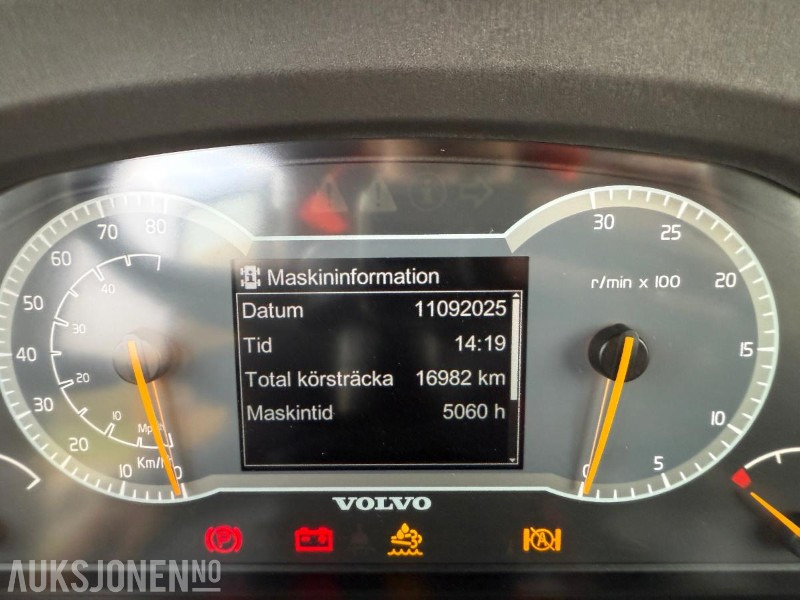 Maskininformation
Datum 11092025
Tid 14:19
Total körsträcka 16982 km
Maskintid 5060 h
80
70
60
50
40
30
20
10
0
40
30
20
10
Km/
30
25
20
15
10
5
0
r/min x 100
VOLVO
P
A
AUKSJONEN.NO